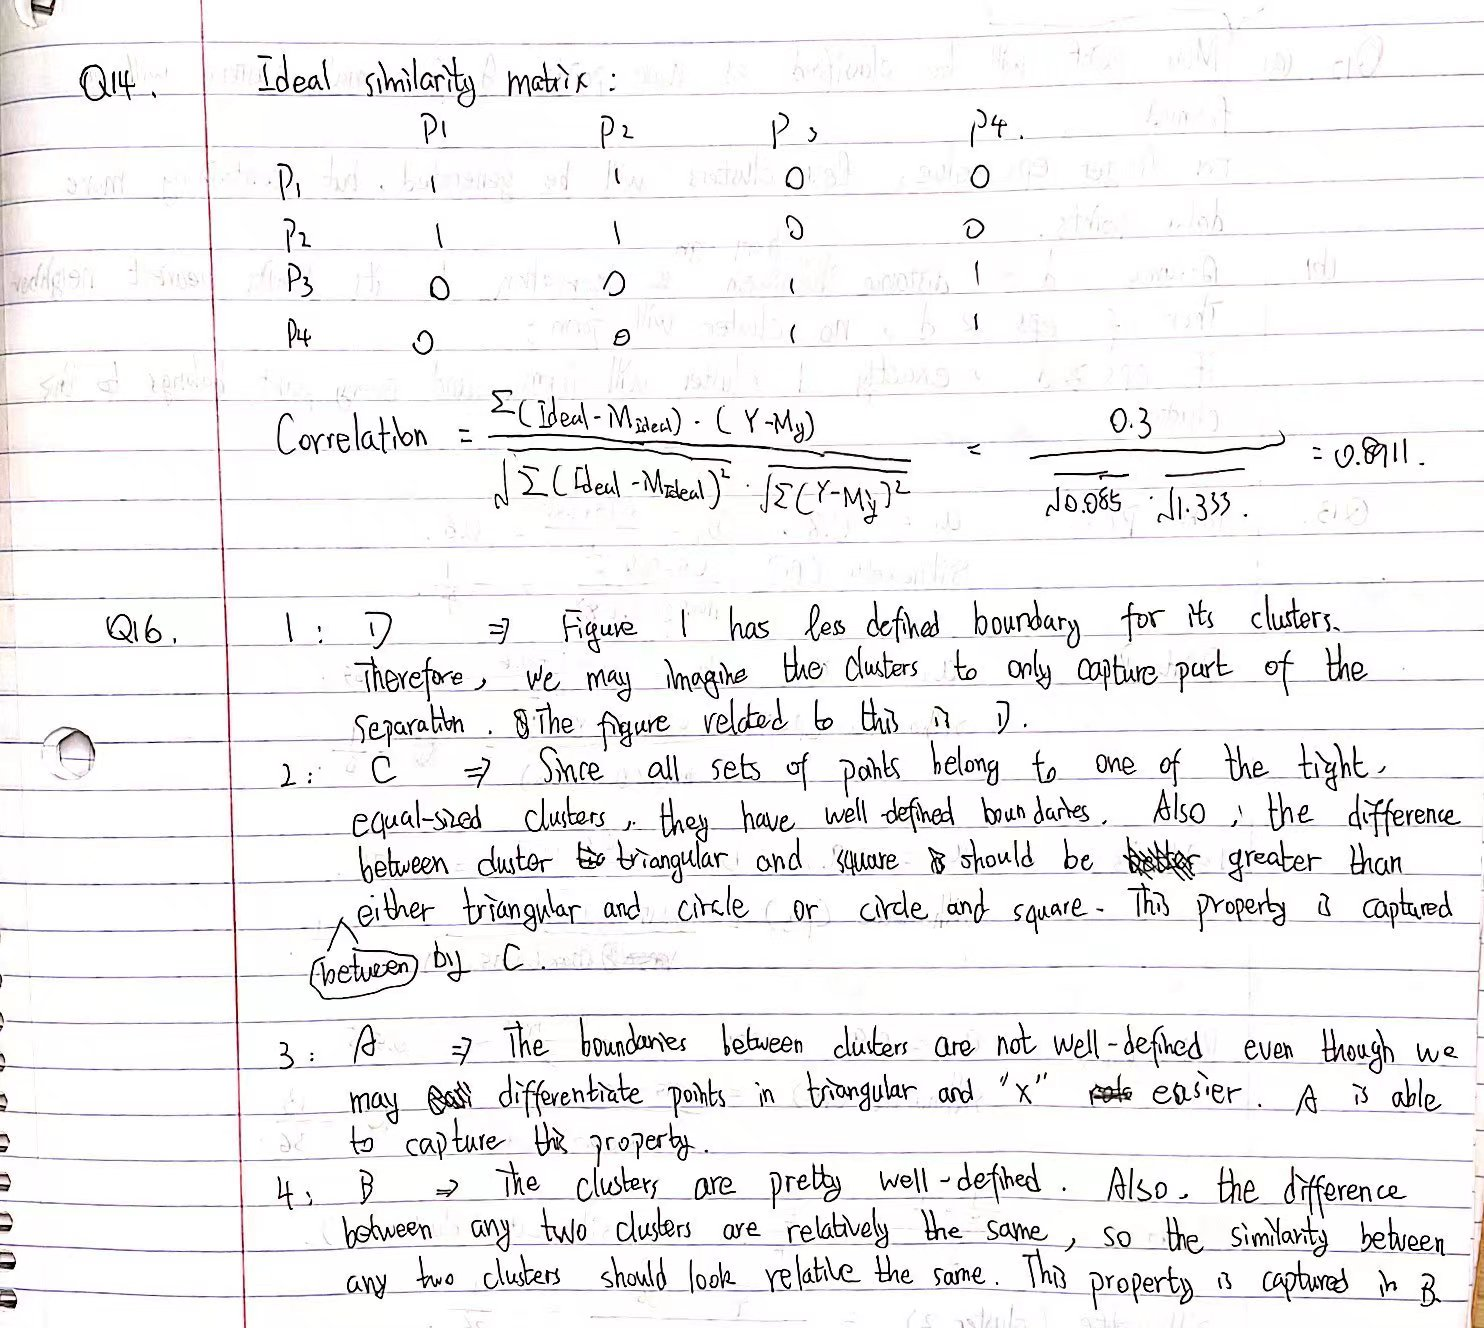 Q14. Ideal similarity matrix :
P1 P2 P3 P4.
P1 1 1 0 0
P2 1 1 0 0
P3 0 0 1 1
P4 0 0 1 1
Correlation = Σ(Ideal-MIdeal) · (Y-My) / √Σ(Ideal-MIdeal)² · √Σ(Y-My)² = 0.3 / √0.085 · √1.333. = 0.8911.
Q16. 1 : D ⇒ Figure 1 has less defined boundary for its clusters.
Therefore, we may imagine the clusters to only capture part of the
separation. The figure related to this is D.
2: C ⇒ Since all sets of points belong to one of the tight,
equal-sized clusters, they have well-defined boundaries. Also, the difference
between cluster triangular and square should be greater than
either triangular and circle or circle and square. This property is captured
(between) by C.
3 : A ⇒ The boundaries between clusters are not well-defined even though we
may differentiate points in triangular and "x" easier. A is able
to capture this property.
4: B ⇒ The clusters are pretty well-defined. Also, the difference
between any two clusters are relatively the same, so the similarity between
any two clusters should look relative the same. This property is captured in B